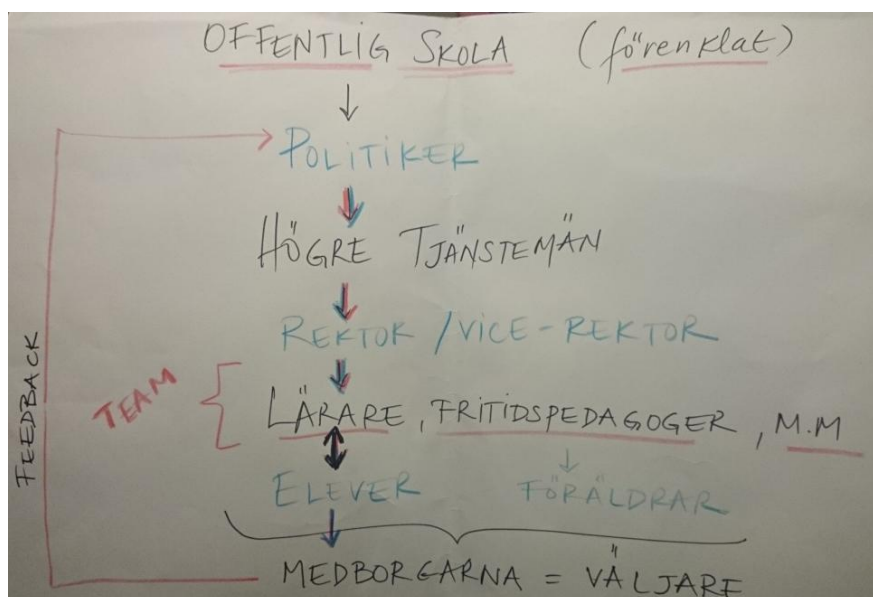 OFFENTLIG SKOLA (förenklat)
POLITIKER
HÖGRE TJÄNSTEMÄN
REKTOR / VICE-REKTOR
TEAM
LÄRARE, FRITIDSPEDAGOGER, M.M
ELEVER FÖRÄLDRAR
MEDBORGARNA = VÄLJARE
FEEDBACK